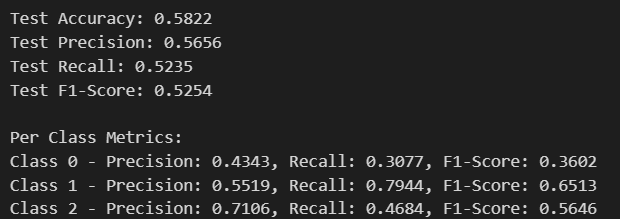 Test Accuracy: 0.5822
Test Precision: 0.5656
Test Recall: 0.5235
Test F1-Score: 0.5254
Per Class Metrics:
Class 0 - Precision: 0.4343, Recall: 0.3077, F1-Score: 0.3602
Class 1 - Precision: 0.5519, Recall: 0.7944, F1-Score: 0.6513
Class 2 - Precision: 0.7106, Recall: 0.4684, F1-Score: 0.5646